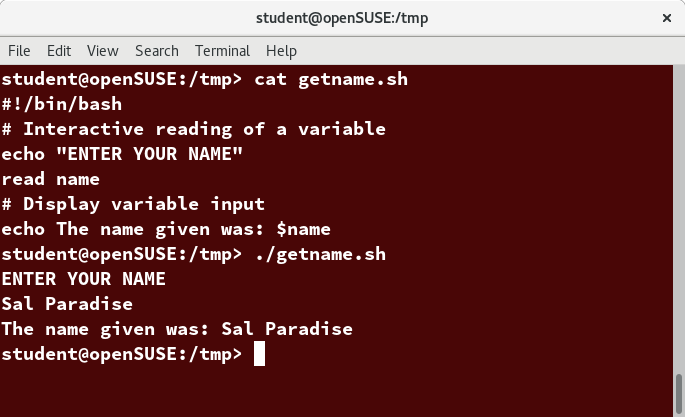 student@openSUSE:/tmp
File Edit View Search Terminal Help
student@openSUSE:/tmp> cat getname.sh
#!/bin/bash
# Interactive reading of a variable
echo "ENTER YOUR NAME"
read name
# Display variable input
echo The name given was: $name
student@openSUSE:/tmp> ./getname.sh
ENTER YOUR NAME
Sal Paradise
The name given was: Sal Paradise
student@openSUSE:/tmp>